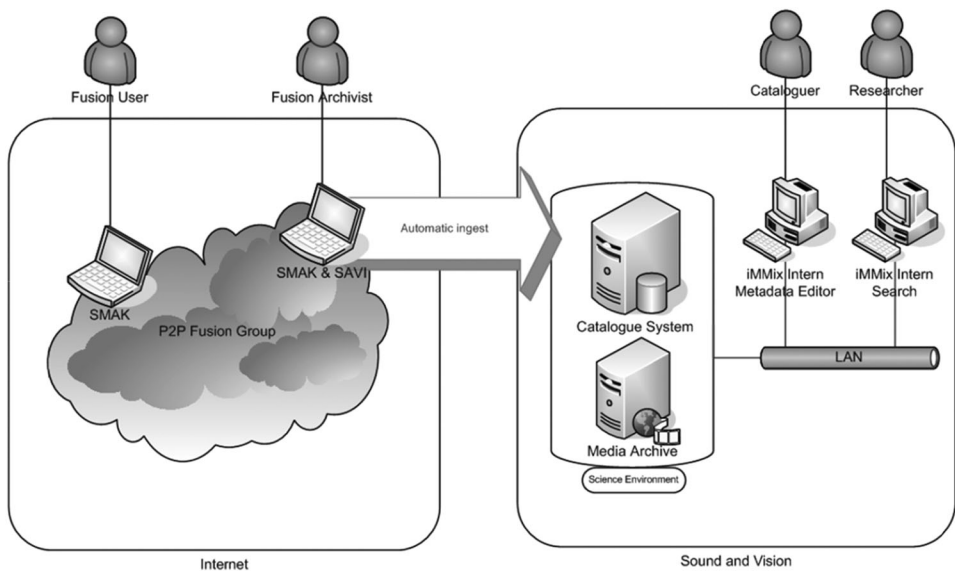 Fusion User
Fusion Archivist
Cataloguer
Researcher
Automatic ingest
SMAK & SAVI
SMAK
P2P Fusion Group
Catalogue System
iMMix Intern
Metadata Editor
iMMix Intern
Search
LAN
Media Archive
Science Environment
Internet
Sound and Vision